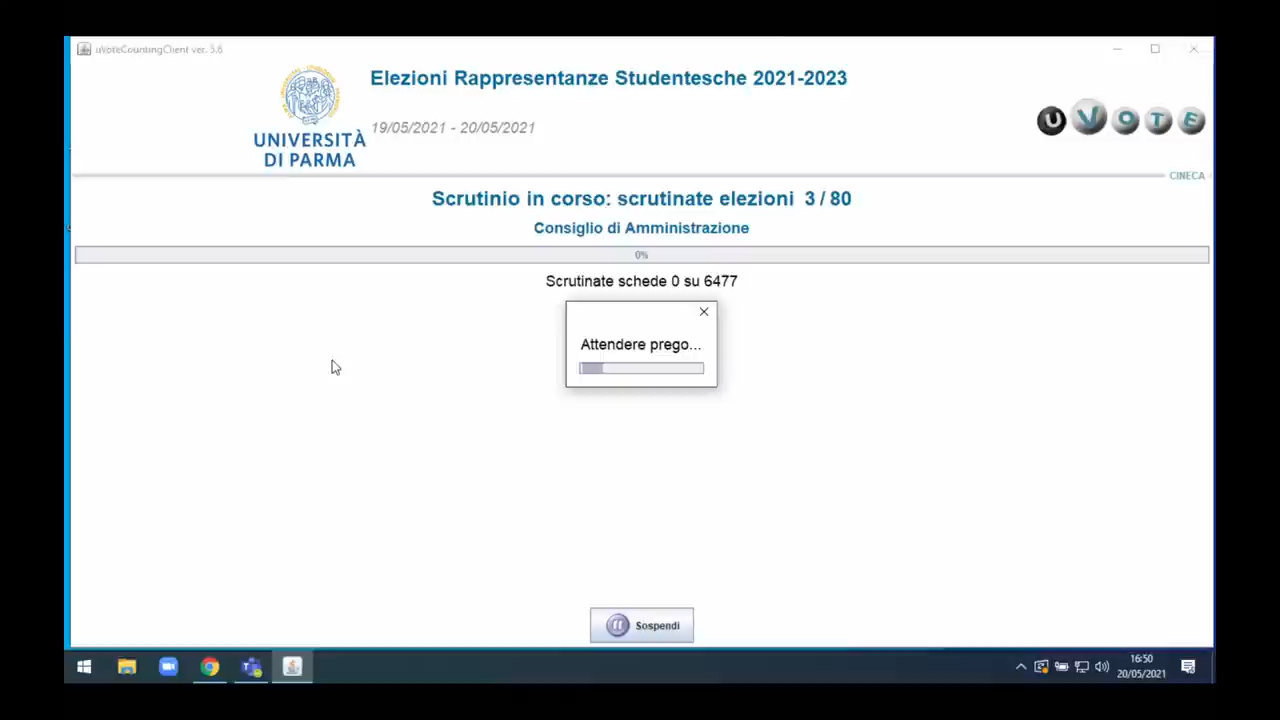 uVoteCountingClient ver. 3.6
Elezioni Rappresentanze Studentesche 2021-2023
19/05/2021 - 20/05/2021
UNIVERSITÀ
DI PARMA
U V O T E
CINECA
Scrutinio in corso: scrutinate elezioni 3 / 80
Consiglio di Amministrazione
0%
Scrutinate schede 0 su 6477
Attendere prego...
Sospendi
16:50
20/05/2021